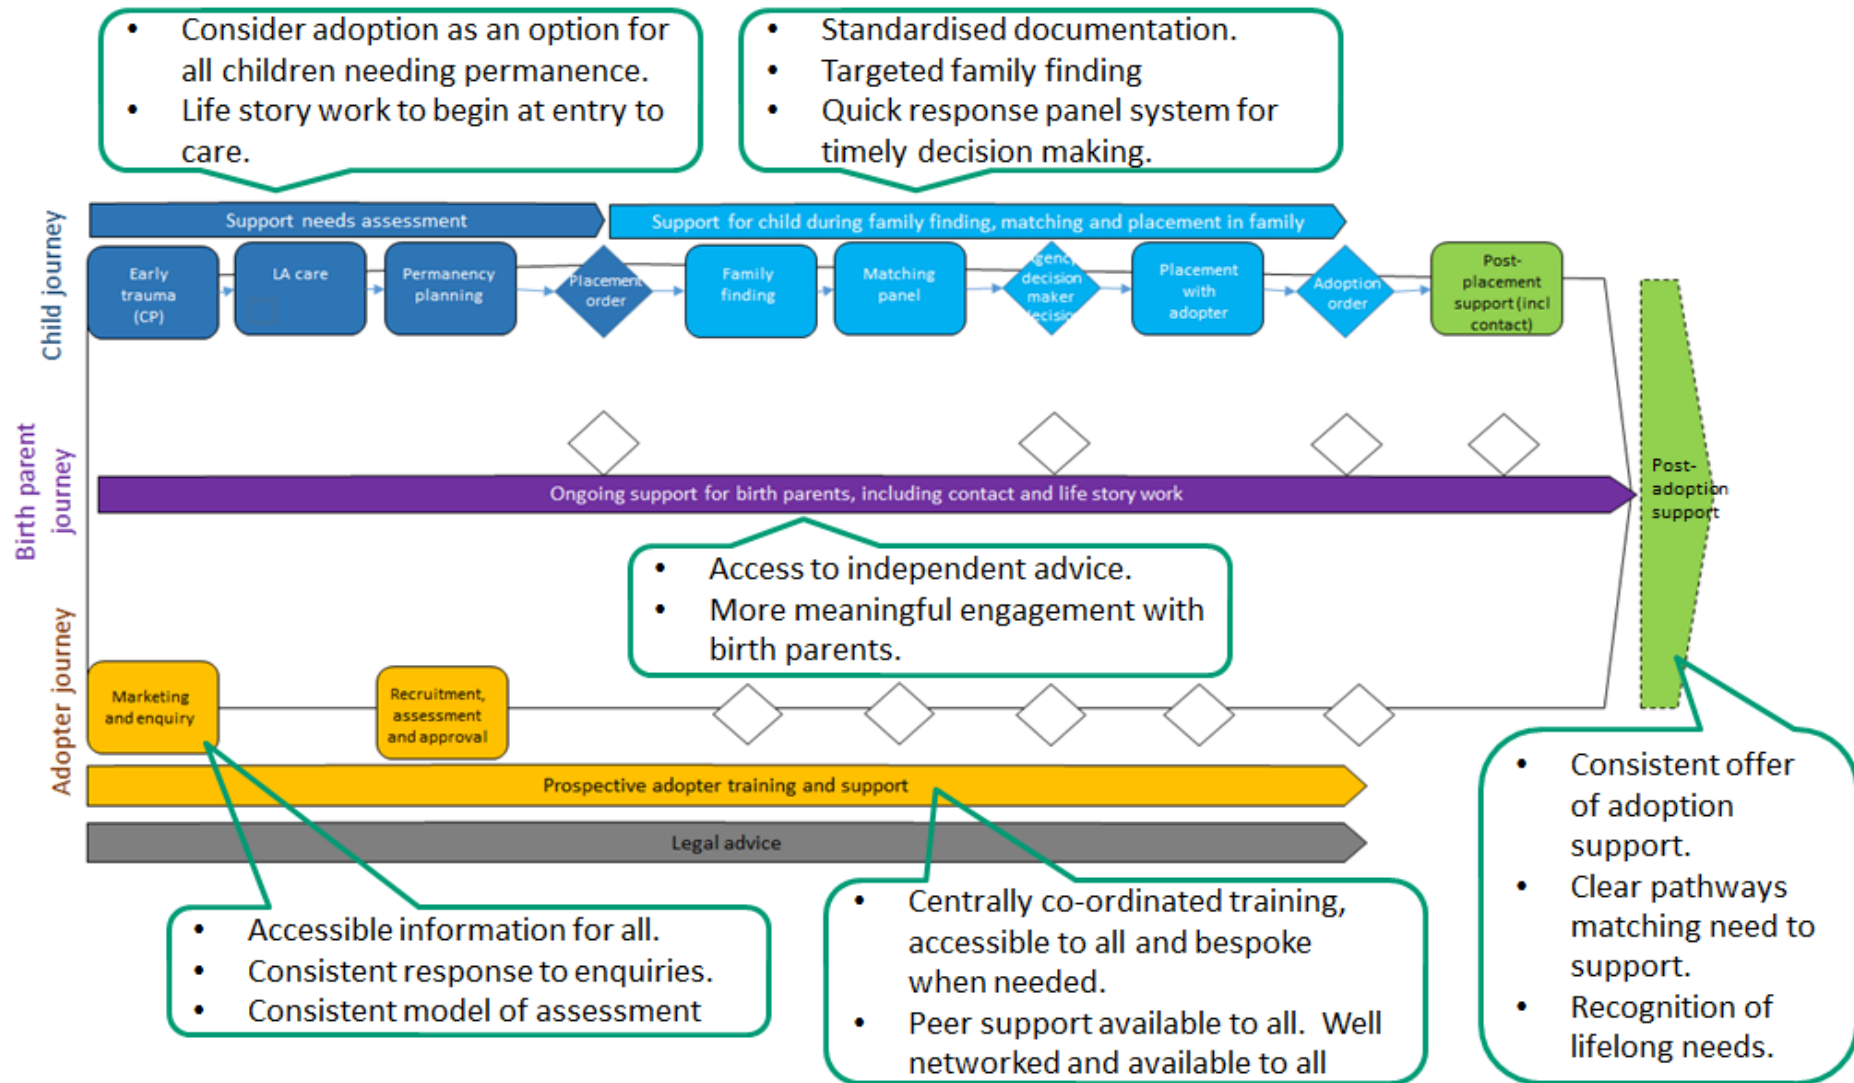 • Consider adoption as an option for
all children needing permanence.
• Life story work to begin at entry to
care.
• Standardised documentation.
• Targeted family finding
• Quick response panel system for
timely decision making.
Child journey
Support needs assessment
Support for child during family finding, matching and placement in family
Early
trauma
(CP)
LA care
Permanency
planning
Placement
order
Family
finding
Matching
panel
decision
maker
Placement
with
adopter
Adoption
order
Post-
placement
support (incl
contact)
Birth parent
journey
Ongoing support for birth parents, including contact and life story work
Post-
adoption
support
• Access to independent advice.
• More meaningful engagement with
birth parents.
Adopter journey
Marketing
and enquiry
Recruitment,
assessment
and approval
Prospective adopter training and support
Legal advice
• Accessible information for all.
• Consistent response to enquiries.
• Consistent model of assessment
• Centrally co-ordinated training,
accessible to all and bespoke
when needed.
• Peer support available to all. Well
networked and available to all
• Consistent offer
of adoption
support.
• Clear pathways
matching need to
support.
• Recognition of
lifelong needs.